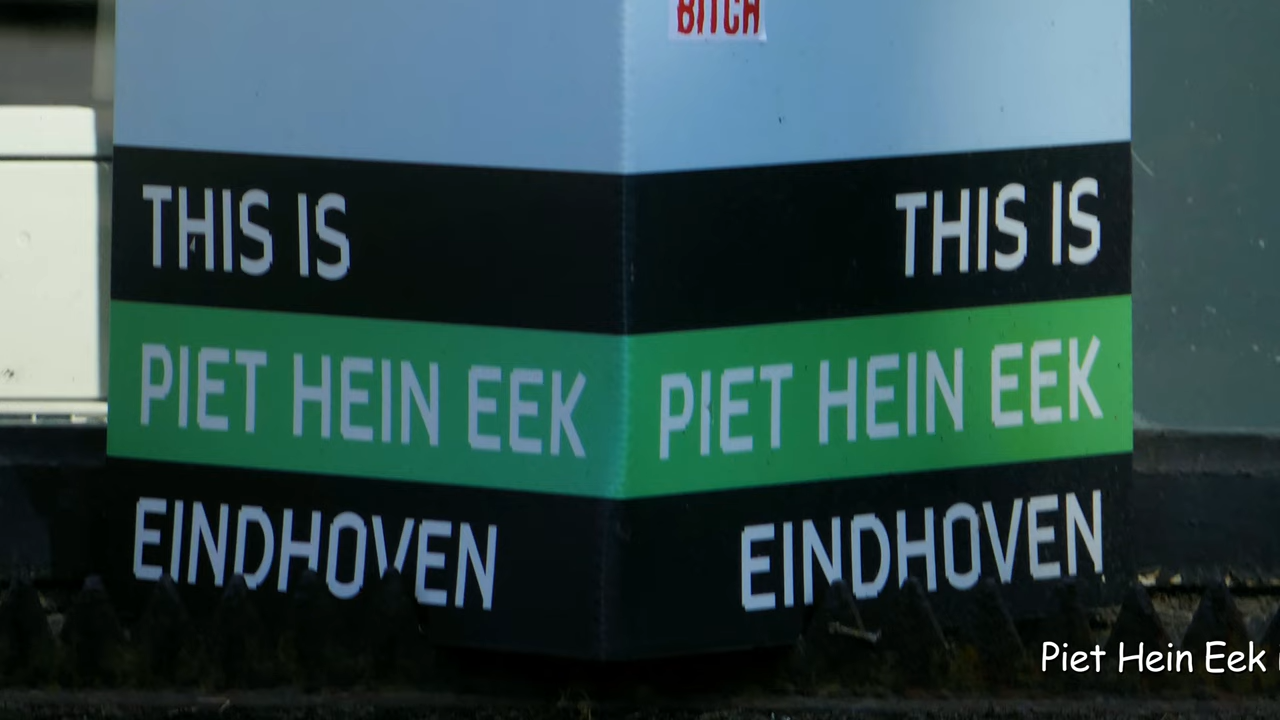 BITCH
THIS IS
PIET HEIN EEK
EINDHOVEN
THIS IS
PIET HEIN EEK
EINDHOVEN
Piet Hein Eek